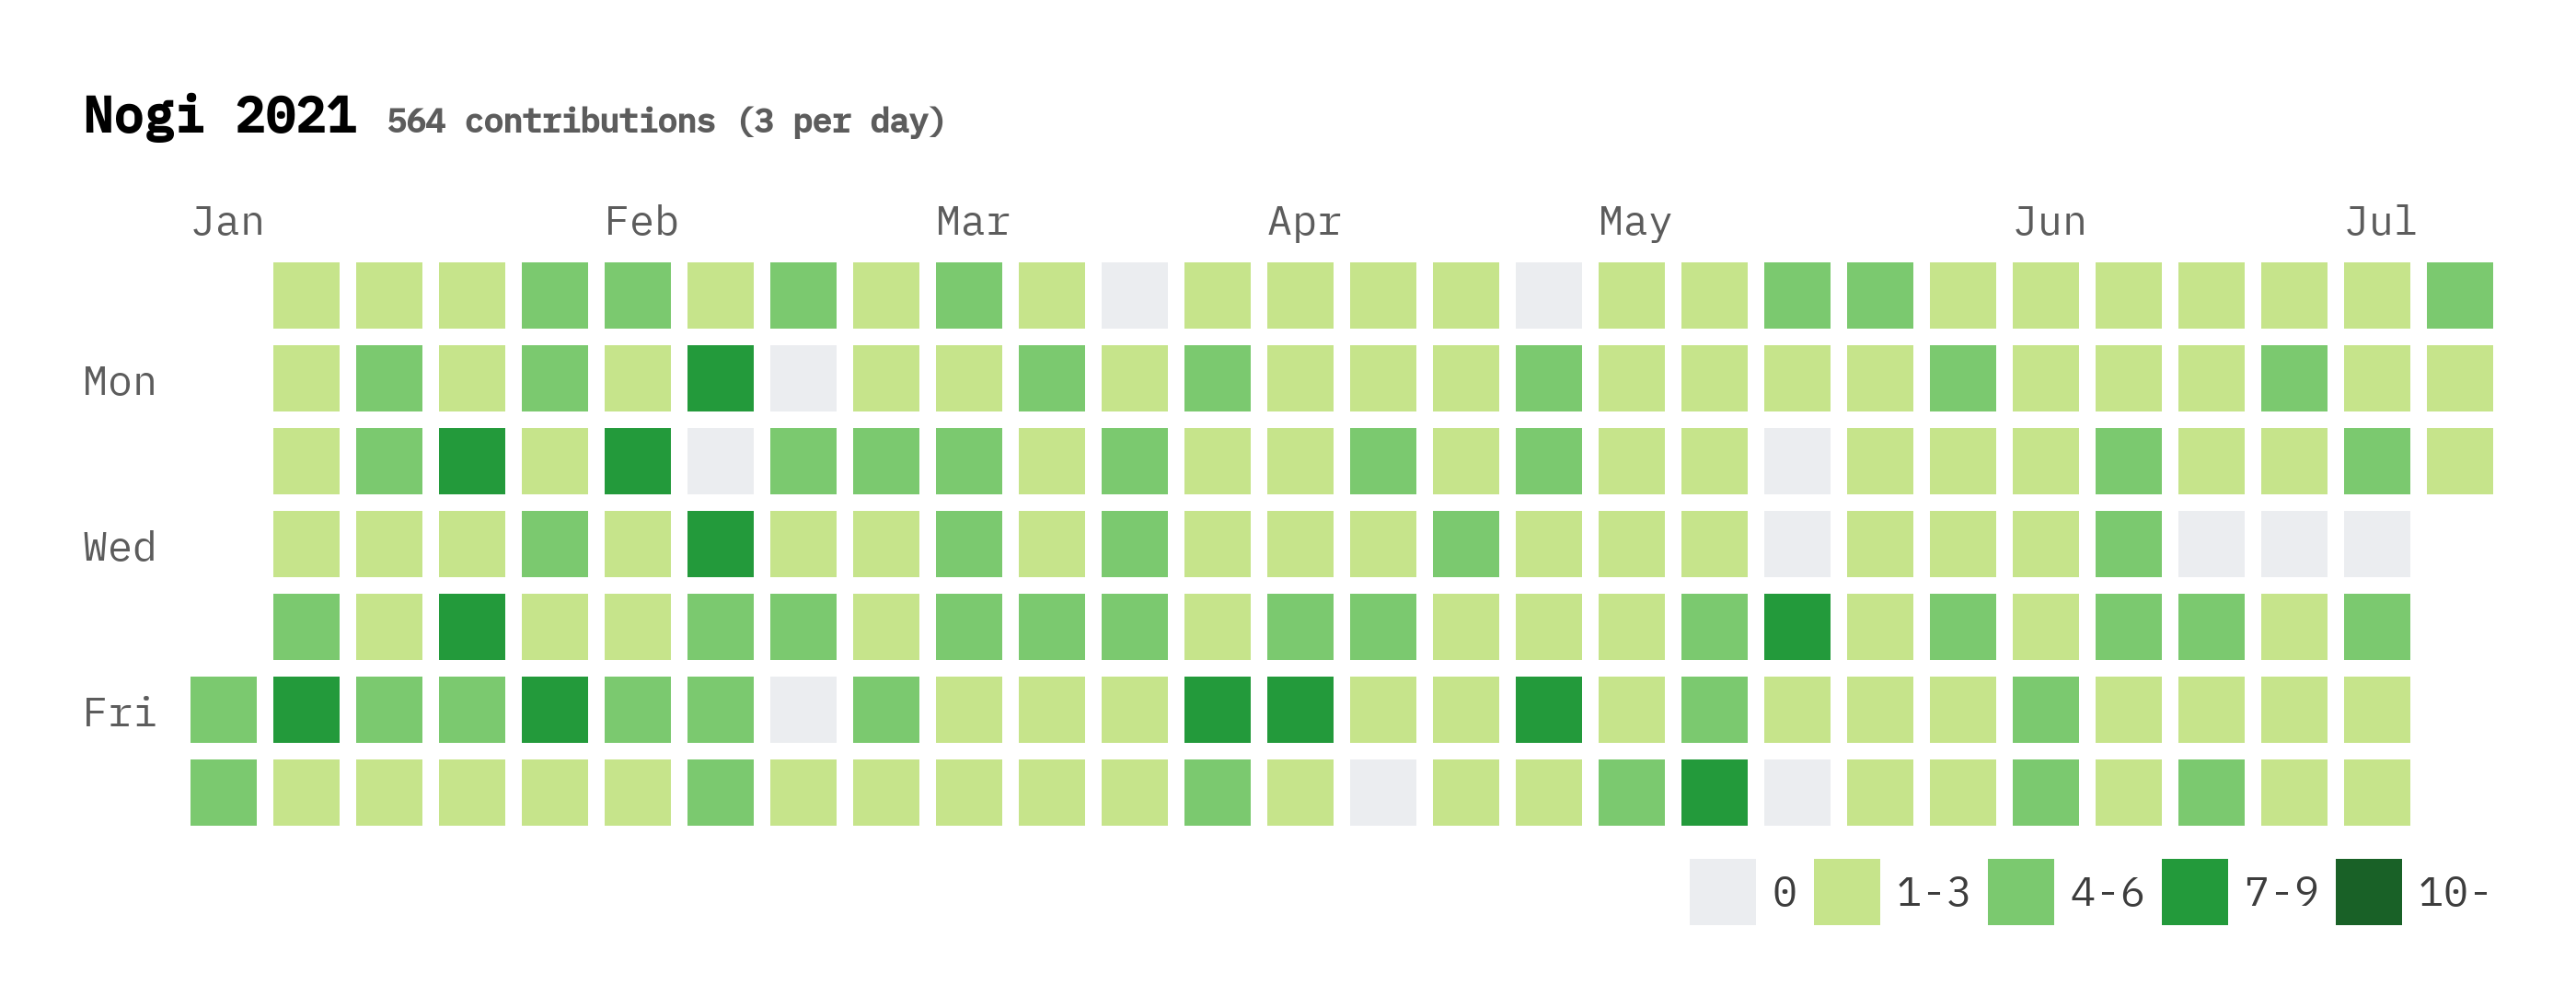 Nogi 2021 564 contributions (3 per day)
Jan Feb Mar Apr May Jun Jul
Mon
Wed
Fri
0 1-3 4-6 7-9 10-